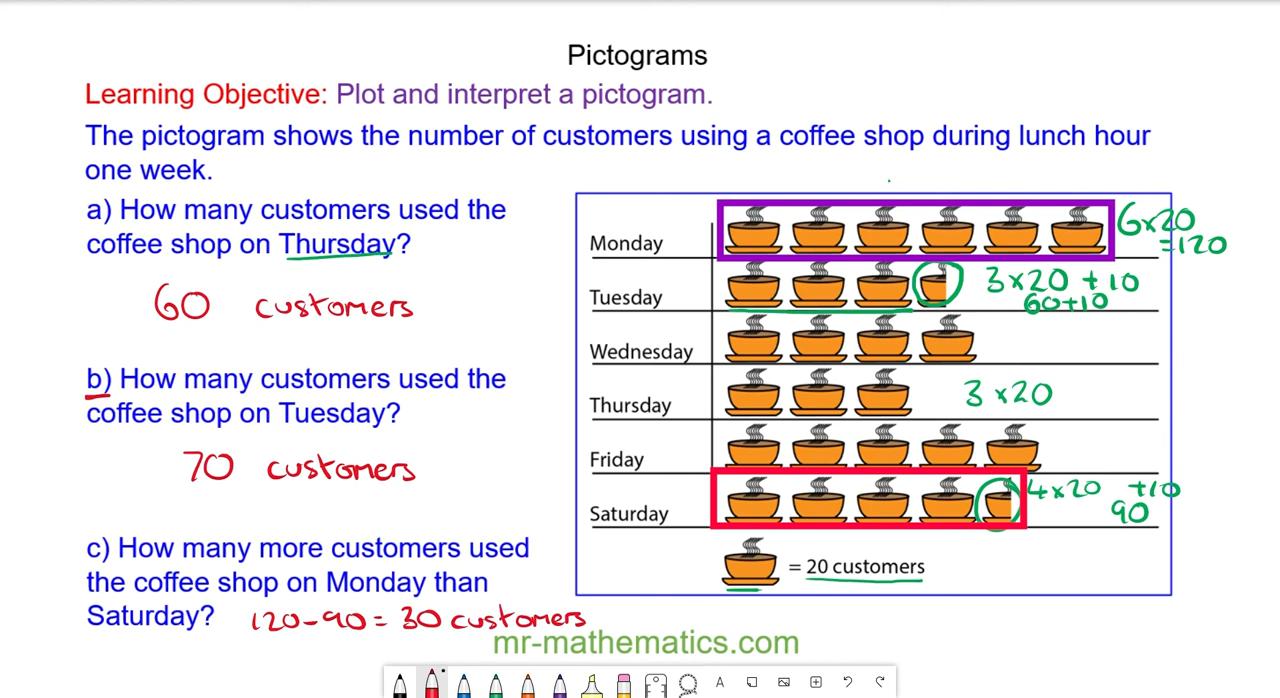 Pictograms
Learning Objective: Plot and interpret a pictogram.
The pictogram shows the number of customers using a coffee shop during lunch hour
one week.
a) How many customers used the
coffee shop on Thursday?
60 customers
b) How many customers used the
coffee shop on Tuesday?
70 customers
c) How many more customers used
the coffee shop on Monday than
Saturday? 120-90 = 30 customers
Monday 6x20
=120
Tuesday 3x20 +10
60+10
Wednesday
Thursday 3x20
Friday
Saturday 4x20 +10
90
= 20 customers
mr-mathematics.com
A